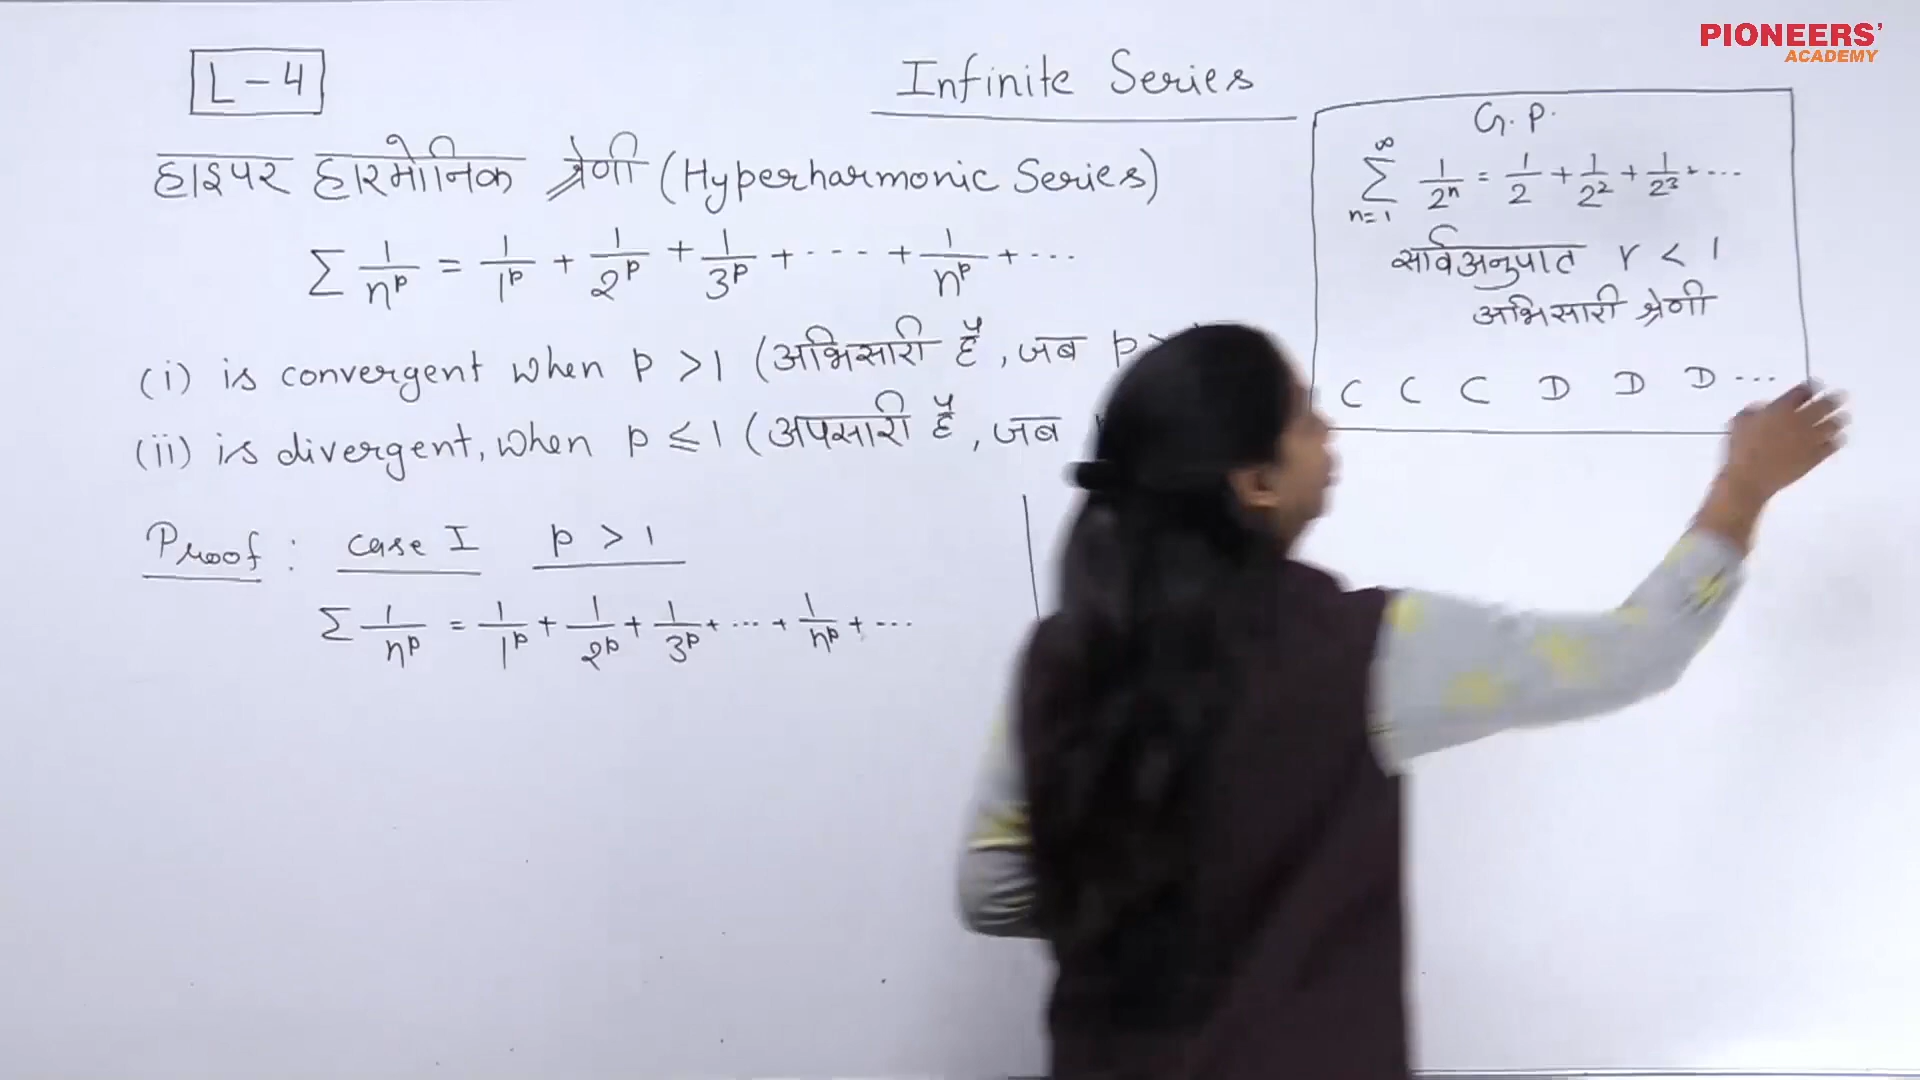 PIONEERS'
ACADEMY
L-4
Infinite Series
हाइपर हारमोनिक श्रेणी (Hyperharmonic Series)
∑ 1/n^p = 1/1^p + 1/2^p + 1/3^p + ---- + 1/n^p + ---
(i) is convergent when p > 1 (अभिसारी है, जब p >
(ii) is divergent, when p ≤ 1 (अपसारी है, जब
Proof : case I p > 1
∑ 1/n^p = 1/1^p + 1/2^p + 1/3^p + --- + 1/n^p + ---
G.P.
∞ ∑ n=1 1/2^n = 1/2 + 1/2^2 + 1/2^3 + ---
सार्वअनुपात r < 1
अभिसारी श्रेणी
C C C D D D ---